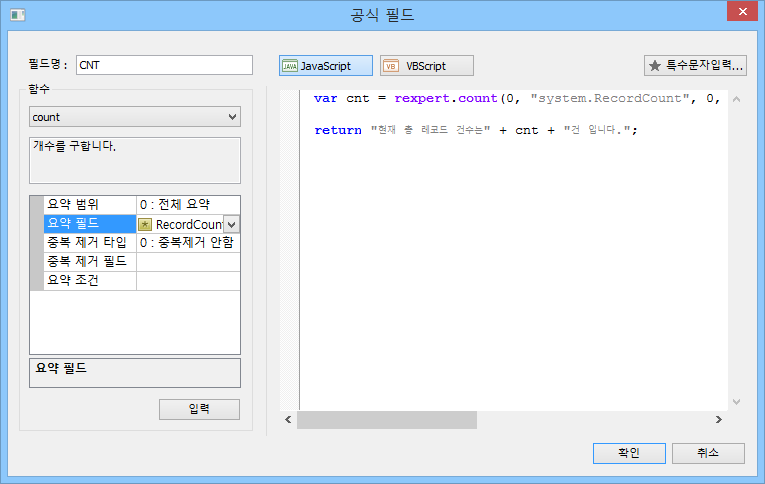 공식 필드
필드명 : CNT
JAVA JavaScript
VB VBScript
특수문자입력...
함수
count
개수를 구합니다.
요약 범위 0 : 전체 요약
요약 필드 RecordCount
중복 제거 타입 0 : 중복제거 안함
중복 제거 필드
요약 조건
요약 필드
입력
var cnt = rexpert.count(0, "system.RecordCount", 0,
return "현재 총 레코드 건수는" + cnt + "건 입니다.";
확인
취소